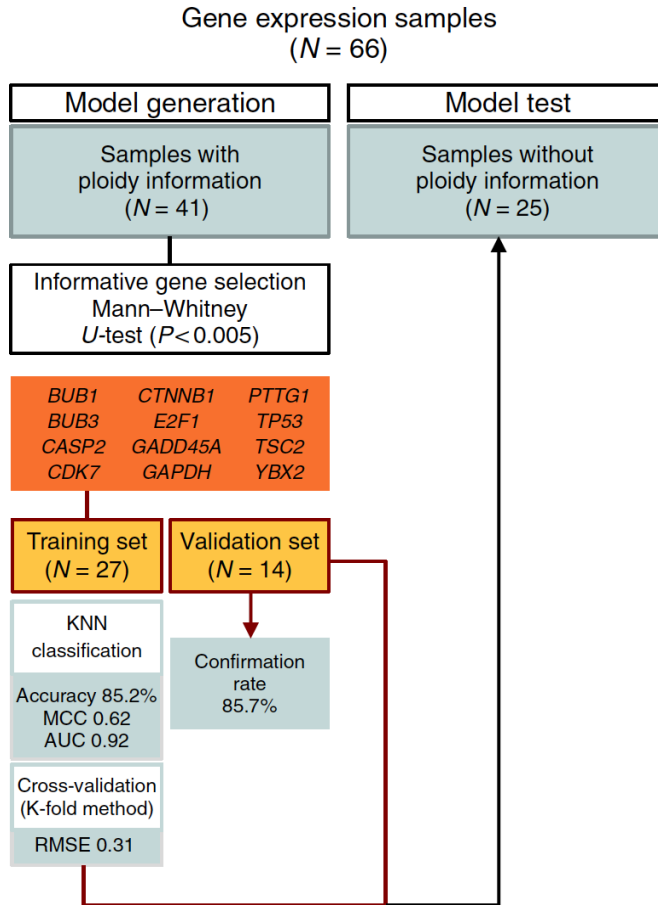 Gene expression samples
(N = 66)
Model generation
Samples with
ploidy information
(N = 41)
Model test
Samples without
ploidy information
(N = 25)
Informative gene selection
Mann–Whitney
U-test (P<0.005)
BUB1 CTNNB1 PTTG1
BUB3 E2F1 TP53
CASP2 GADD45A TSC2
CDK7 GAPDH YBX2
Training set
(N = 27)
Validation set
(N = 14)
KNN
classification
Accuracy 85.2%
MCC 0.62
AUC 0.92
Confirmation
rate
85.7%
Cross-validation
(K-fold method)
RMSE 0.31